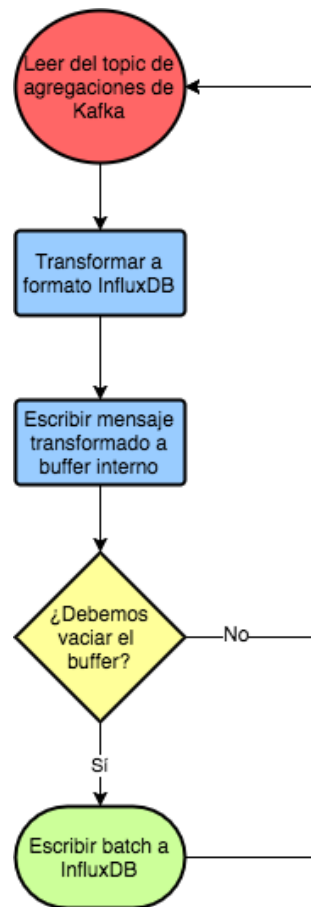 Leer del topic de
agregaciones de
Kafka
Transformar a
formato InfluxDB
Escribir mensaje
transformado a
buffer interno
¿Debemos
vaciar el
buffer?
No
Sí
Escribir batch a
InfluxDB